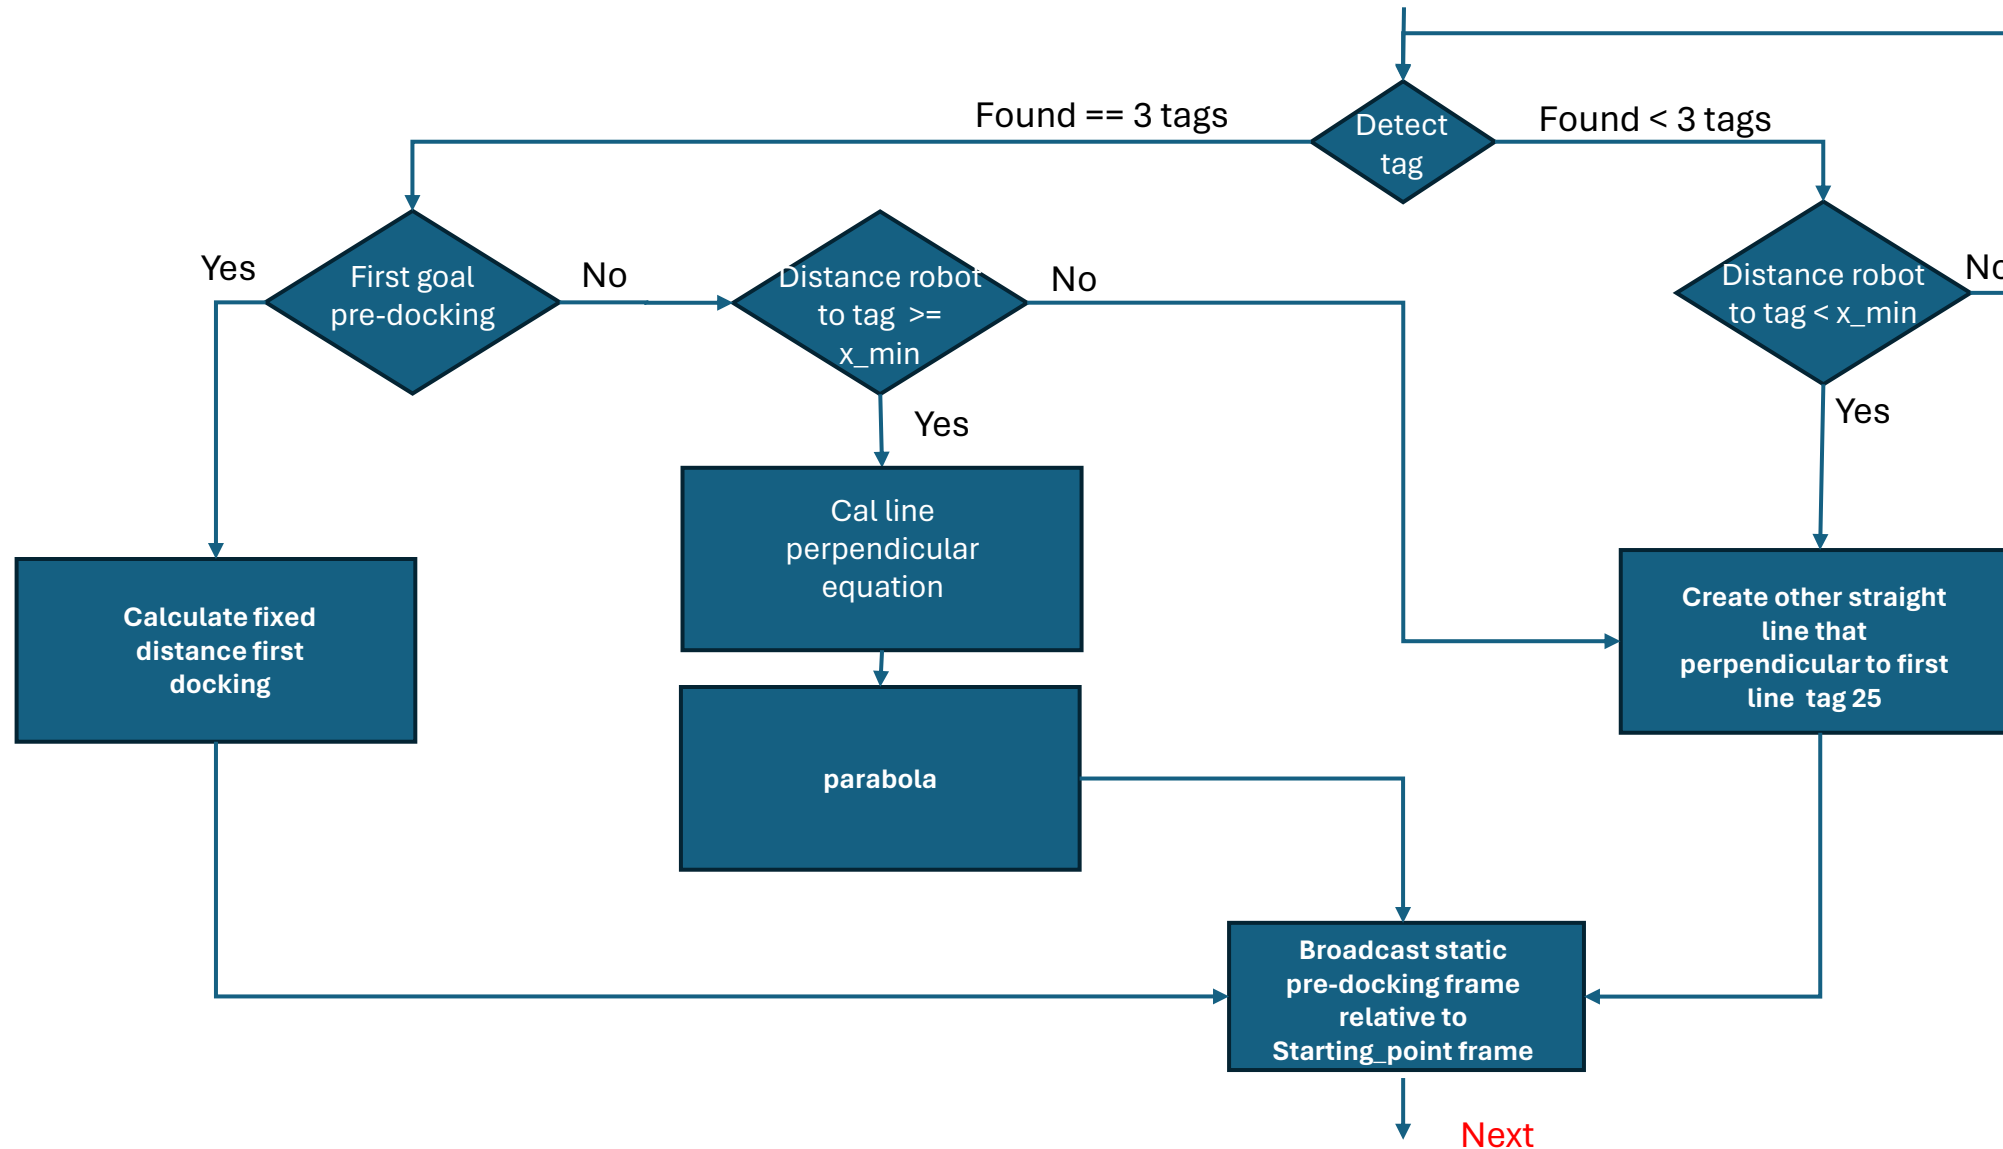 Found == 3 tags
Detect
tag
Found < 3 tags
Yes
First goal
pre-docking
No
Distance robot
to tag >=
x_min
No
Distance robot
to tag < x_min
No
Yes
Yes
Cal line
perpendicular
equation
Calculate fixed
distance first
docking
Create other straight
line that
perpendicular to first
line tag 25
parabola
Broadcast static
pre-docking frame
relative to
Starting_point frame
Next